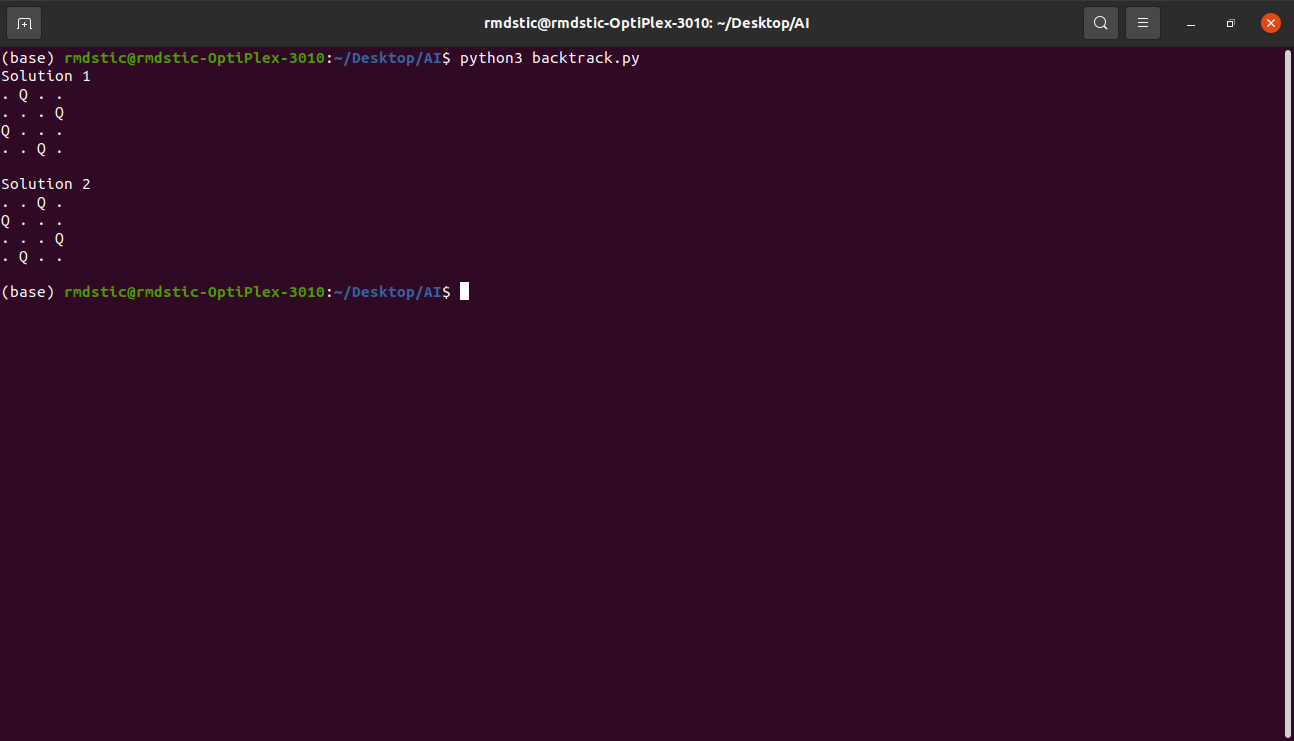 rmdstic@rmdstic-OptiPlex-3010: ~/Desktop/AI
(base) rmdstic@rmdstic-OptiPlex-3010:~/Desktop/AI$ python3 backtrack.py
Solution 1
. Q . .
. . . Q
Q . . .
. . Q .

Solution 2
. . Q .
Q . . .
. . . Q
. Q . .

(base) rmdstic@rmdstic-OptiPlex-3010:~/Desktop/AI$